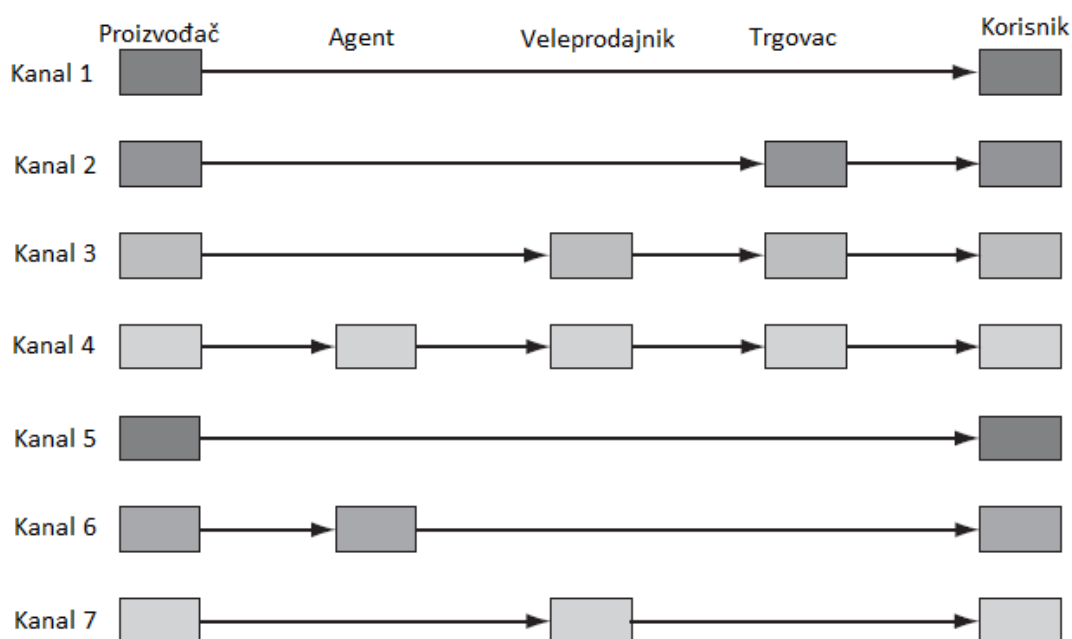 Proizvođač
Agent
Veleprodajnik
Trgovac
Korisnik
Kanal 1
Kanal 2
Kanal 3
Kanal 4
Kanal 5
Kanal 6
Kanal 7